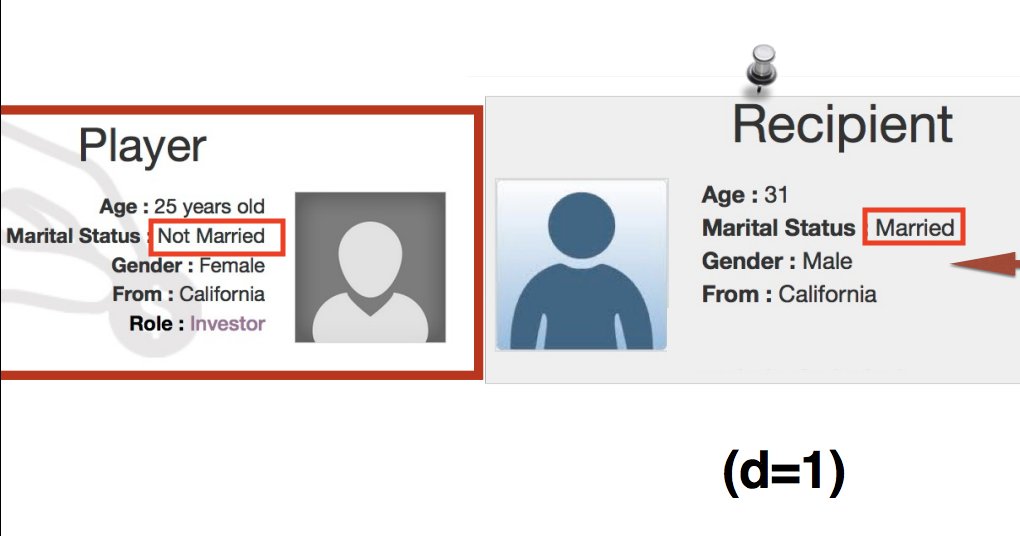 Player
Age : 25 years old
Marital Status : Not Married
Gender : Female
From : California
Role : Investor
Recipient
Age : 31
Marital Status Married
Gender : Male
From : California
(d=1)